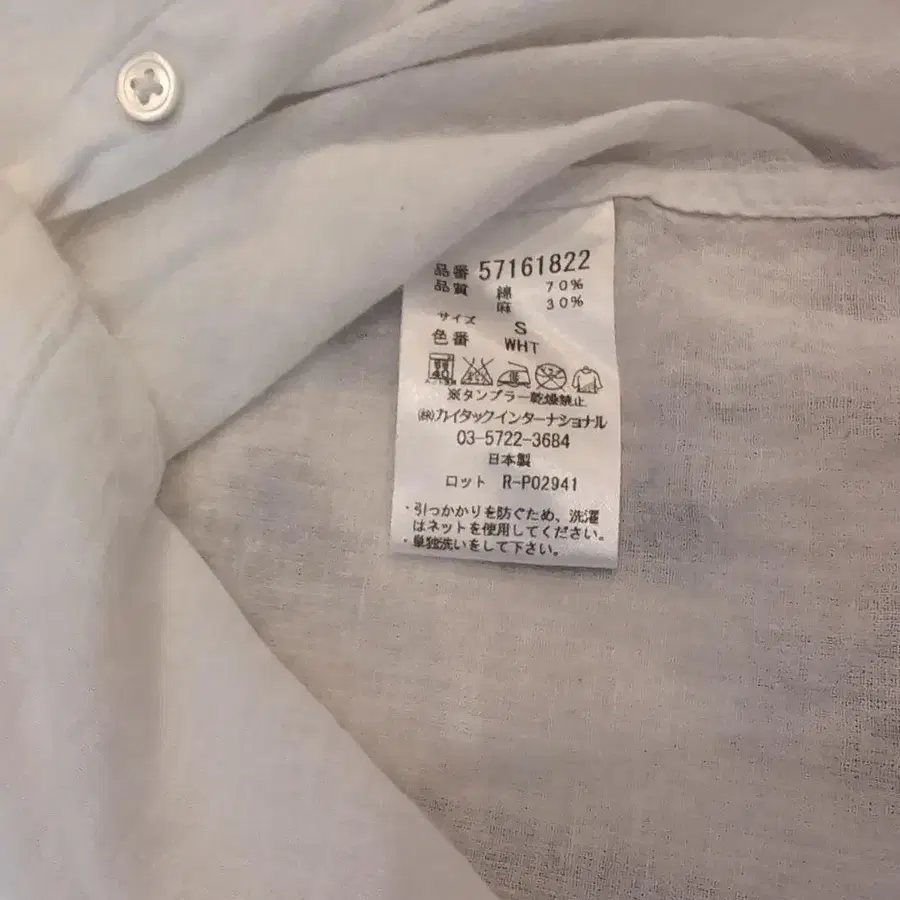 品番 57161822
品質 綿 70%
麻 30%
サイズ S
色番 WHT
※タンブラー乾燥禁止
㈱カイタックインターナショナル
03-5722-3684
日本製
ロット R-P02941
・引っかかりを防ぐため、洗濯
はネットを使用してください。
・単独洗いをして下さい。